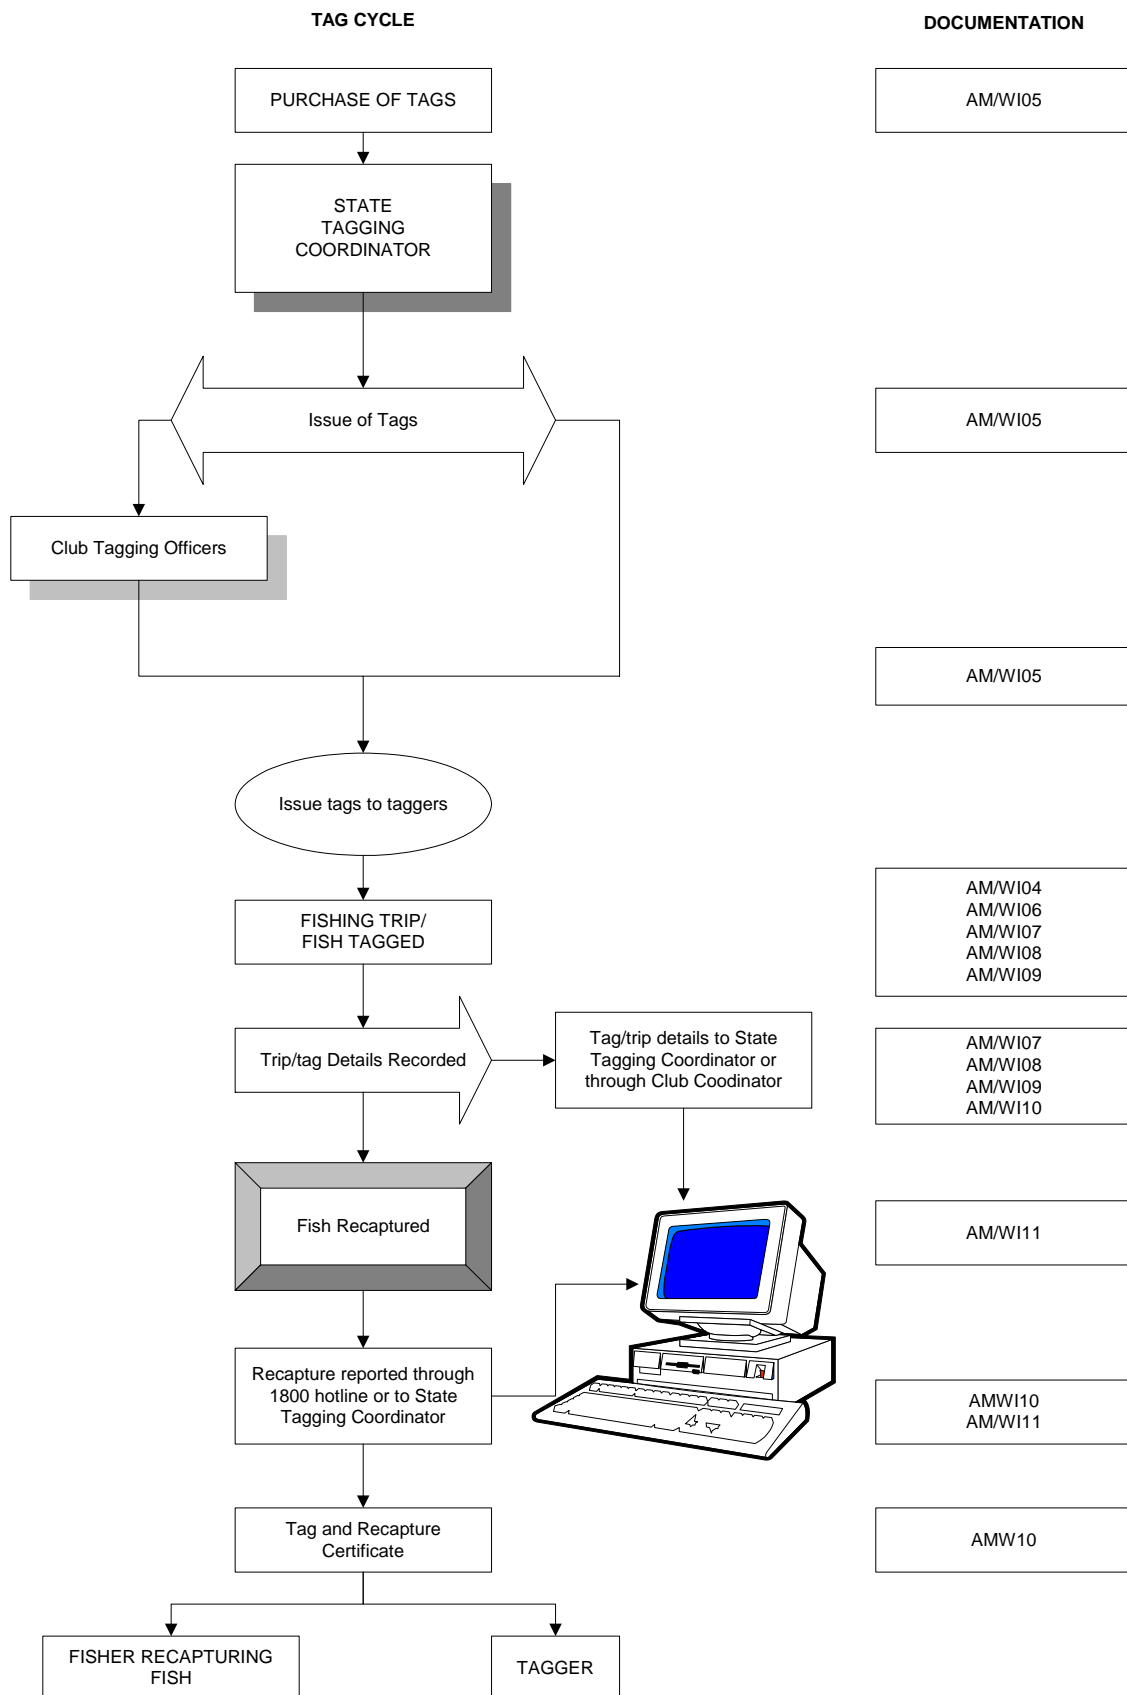 TAG CYCLE
DOCUMENTATION
PURCHASE OF TAGS
AM/WI05
STATE
TAGGING
COORDINATOR
Issue of Tags
AM/WI05
Club Tagging Officers
AM/WI05
Issue tags to taggers
FISHING TRIP/
FISH TAGGED
AM/WI04
AM/WI06
AM/WI07
AM/WI08
AM/WI09
Trip/tag Details Recorded
Tag/trip details to State
Tagging Coordinator or
through Club Coodinator
AM/WI07
AM/WI08
AM/WI09
AM/WI10
Fish Recaptured
AM/WI11
Recapture reported through
1800 hotline or to State
Tagging Coordinator
AMWI10
AM/WI11
Tag and Recapture
Certificate
AMW10
FISHER RECAPTURING
FISH
TAGGER